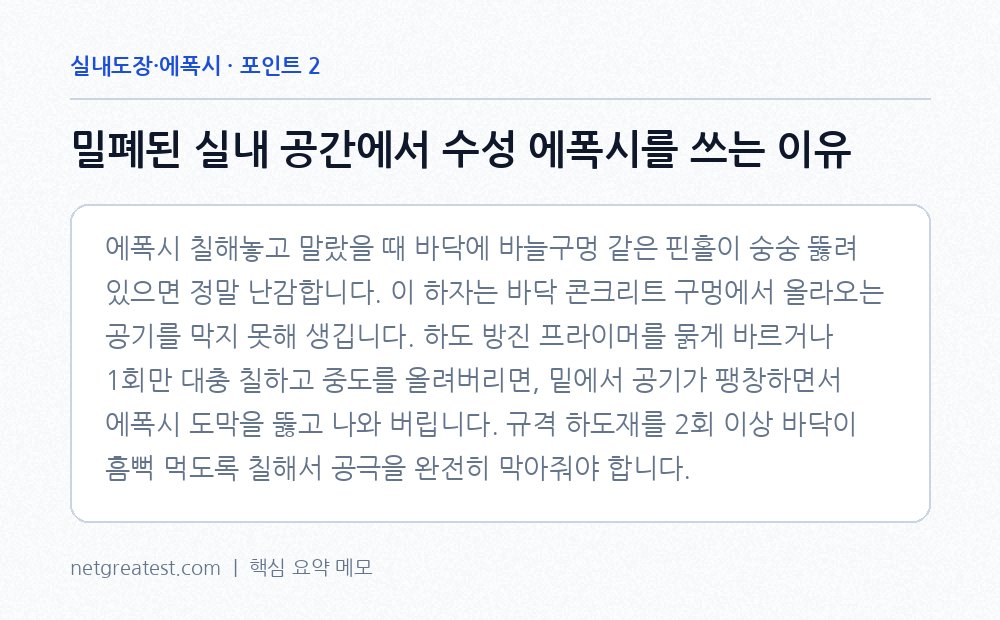 실내도장·에폭시 · 포인트 2
밀폐된 실내 공간에서 수성 에폭시를 쓰는 이유
에폭시 칠해놓고 말랐을 때 바닥에 바늘구멍 같은 핀홀이 숭숭 뚫려
있으면 정말 난감합니다. 이 하자는 바닥 콘크리트 구멍에서 올라오는
공기를 막지 못해 생깁니다. 하도 방진 프라이머를 묽게 바르거나
1회만 대충 칠하고 중도를 올려버리면, 밑에서 공기가 팽창하면서
에폭시 도막을 뚫고 나와 버립니다. 규격 하도재를 2회 이상 바닥이
흠뻑 먹도록 칠해서 공극을 완전히 막아줘야 합니다.
netgreatest.com | 핵심 요약 메모